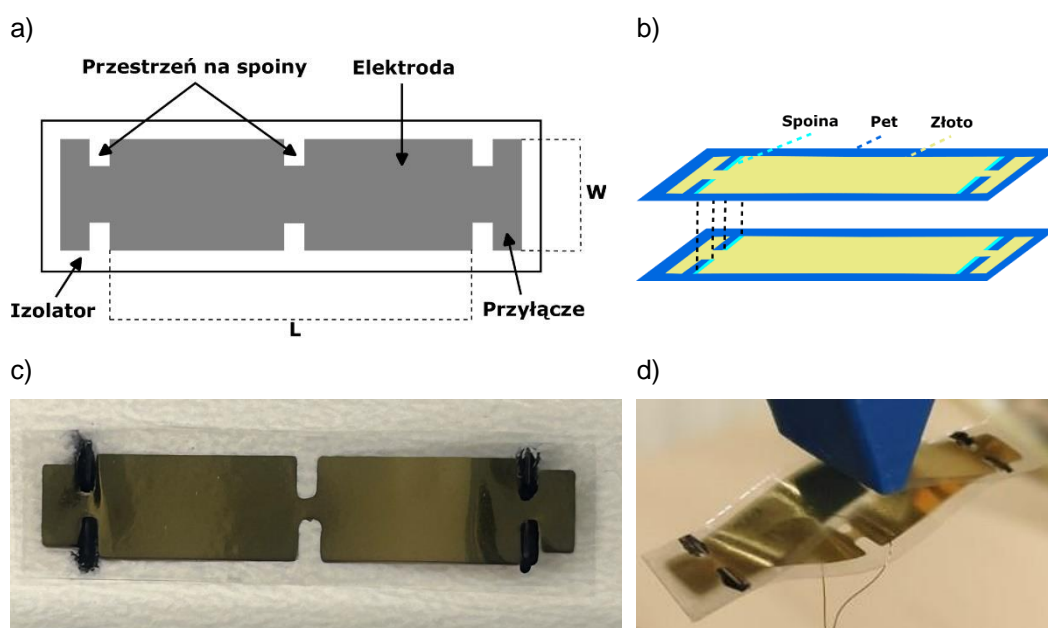 a)
Przestrzeń na spoiny
Elektroda
W
Izolator
Przyłącze
L
b)
Spoina
Pet
Złoto
c)
d)